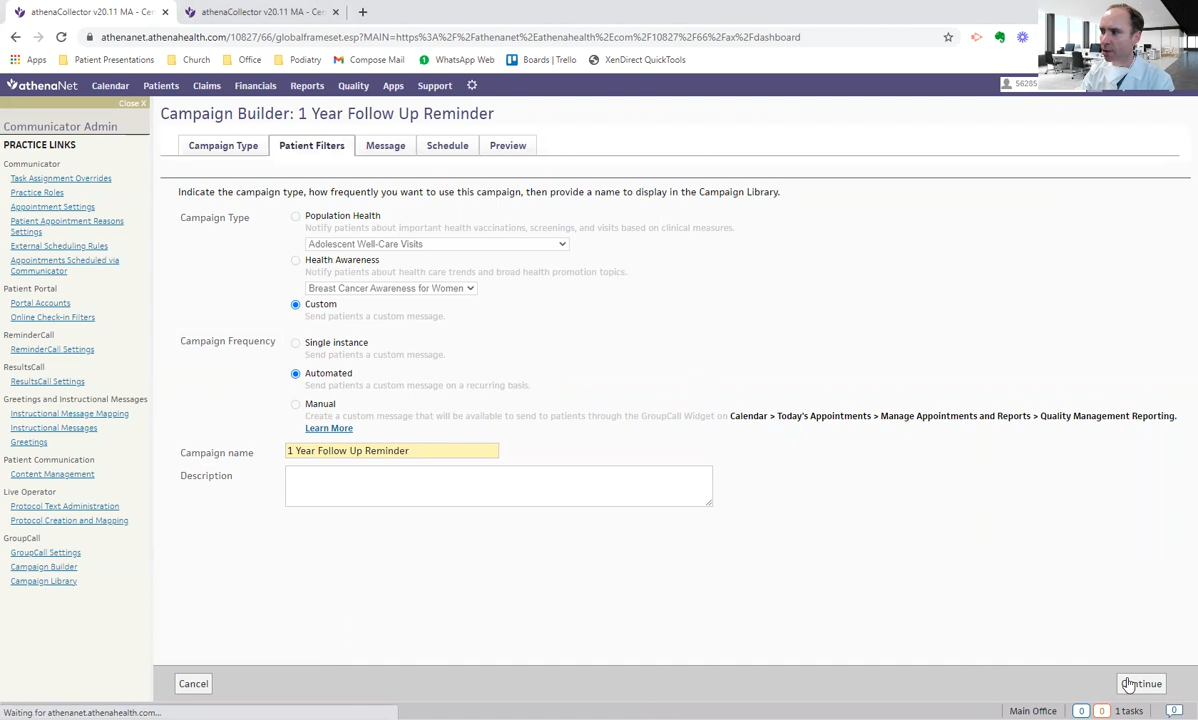 athenaCollector v20.11 MA - Cer × athenaCollector v20.11 MA - Cer × +
athenanet.athenahealth.com/10827/66/globalframeset.esp?MAIN=https%3A%2F%2Fathenanet%2Eathenahealth%2Ecom%2F10827%2F66%2Fax%2Fdashboard
Apps Patient Presentations Church Office Podiatry Compose Mail WhatsApp Web Boards | Trello XenDirect QuickTools
athenaNet Calendar Patients Claims Financials Reports Quality Apps Support 56285
Close X
Communicator Admin
PRACTICE LINKS
Communicator
Task Assignment Overrides
Practice Roles
Appointment Settings
Patient Appointment Reasons
Settings
External Scheduling Rules
Appointments Scheduled via
Communicator
Patient Portal
Portal Accounts
Online Check-in Filters
ReminderCall
ReminderCall Settings
ResultsCall
ResultsCall Settings
Greetings and Instructional Messages
Instructional Message Mapping
Instructional Messages
Greetings
Patient Communication
Content Management
Live Operator
Protocol Text Administration
Protocol Creation and Mapping
GroupCall
GroupCall Settings
Campaign Builder
Campaign Library
Campaign Builder: 1 Year Follow Up Reminder
Campaign Type Patient Filters Message Schedule Preview
Indicate the campaign type, how frequently you want to use this campaign, then provide a name to display in the Campaign Library.
Campaign Type Population Health
Notify patients about important health vaccinations, screenings, and visits based on clinical measures.
Adolescent Well-Care Visits
Health Awareness
Notify patients about health care trends and broad health promotion topics.
Breast Cancer Awareness for Women
Custom
Send patients a custom message.
Campaign Frequency Single instance
Send patients a custom message.
Automated
Send patients a custom message on a recurring basis.
Manual
Create a custom message that will be available to send to patients through the GroupCall Widget on Calendar > Today's Appointments > Manage Appointments and Reports > Quality Management Reporting.
Learn More
Campaign name 1 Year Follow Up Reminder
Description
Cancel Continue
Waiting for athenanet.athenahealth.com... Main Office 0 0 1 tasks 0